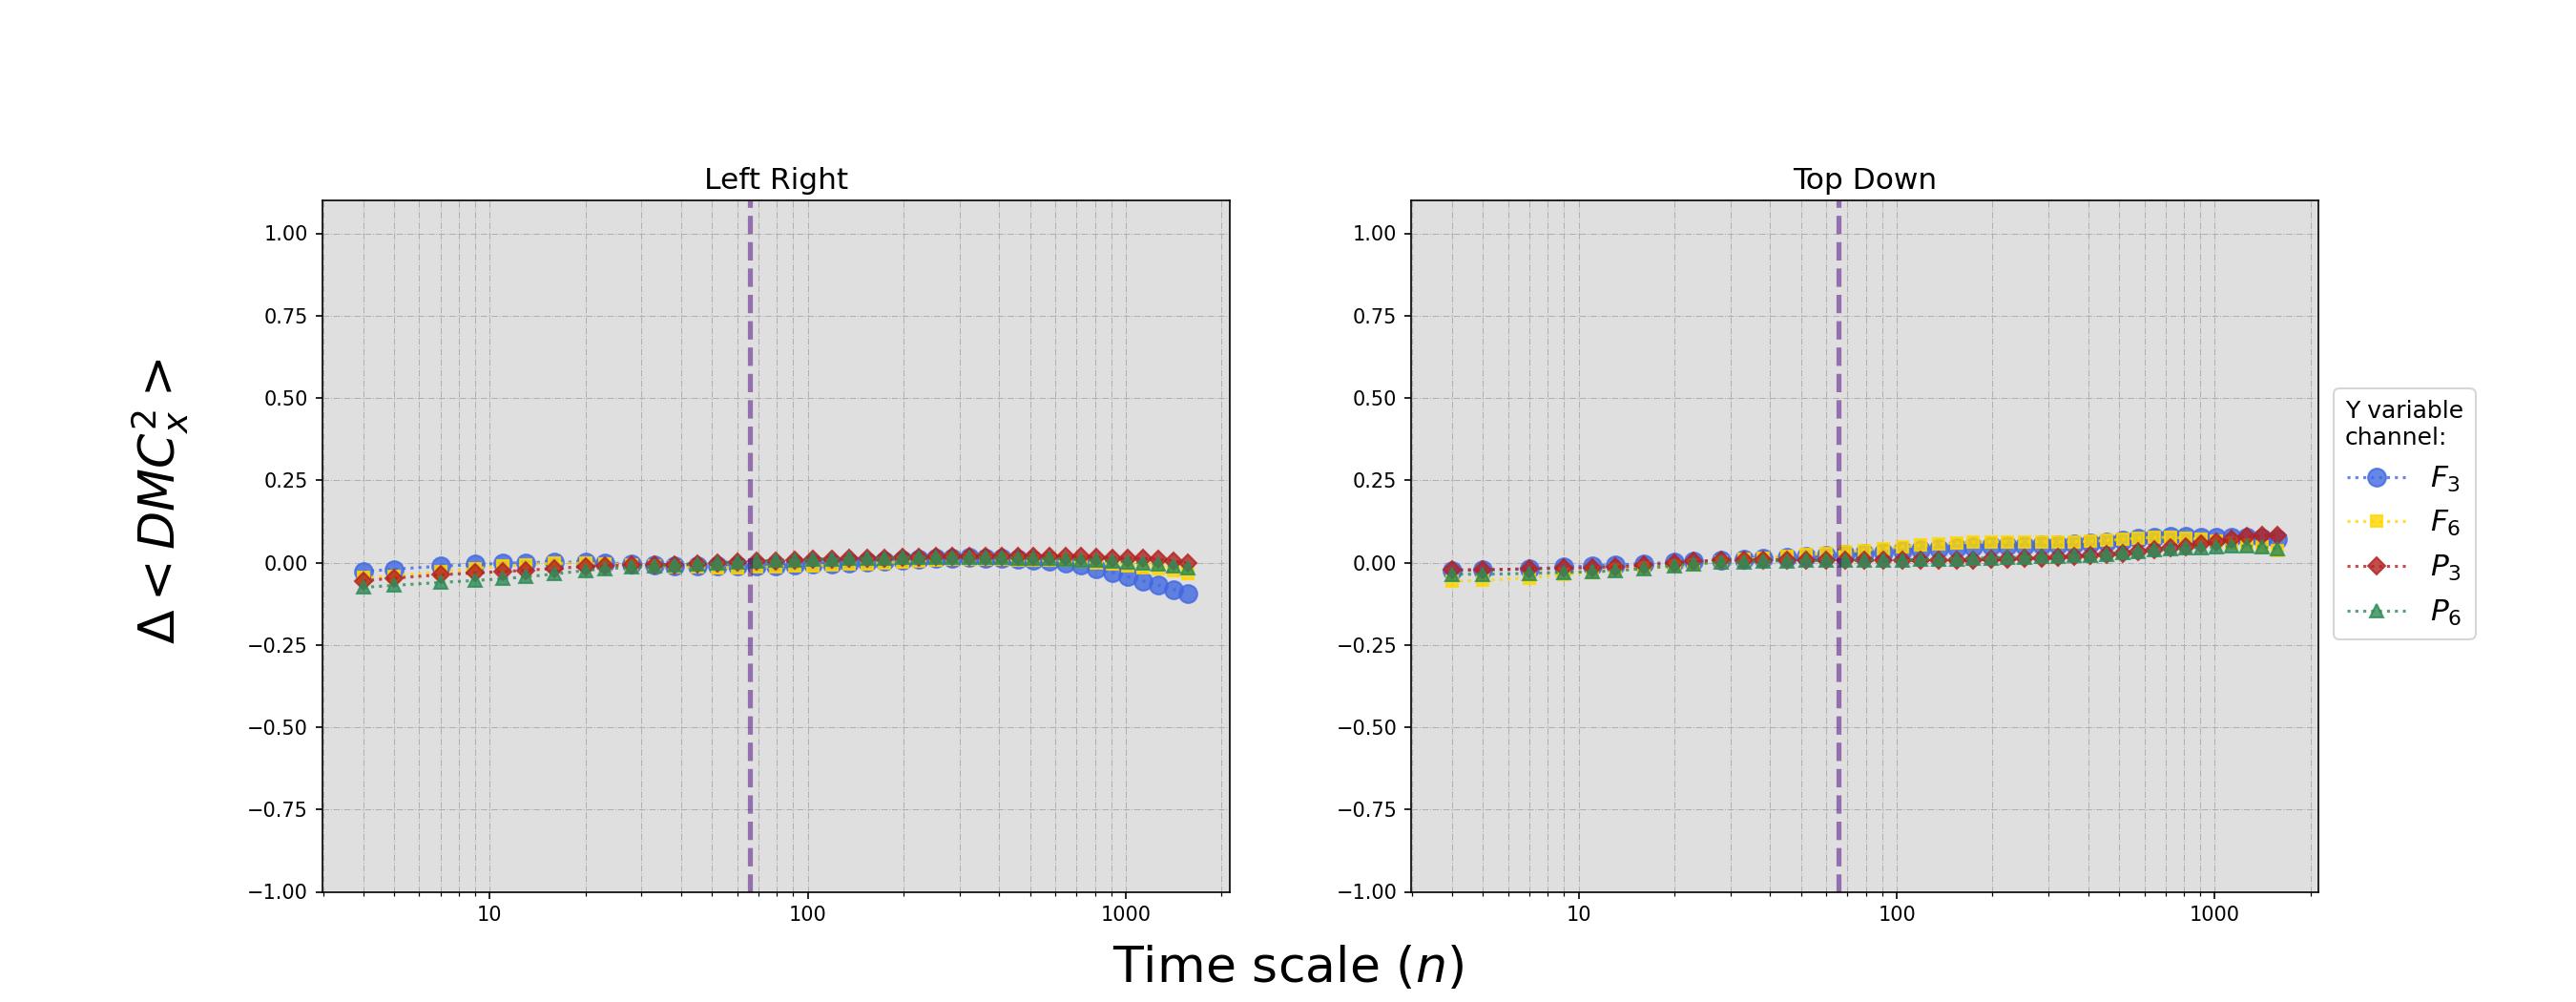 Left Right
Top Down
Δ < DMC²ₓ >
1.00
0.75
0.50
0.25
0.00
−0.25
−0.50
−0.75
−1.00
10 100 1000
1.00
0.75
0.50
0.25
0.00
−0.25
−0.50
−0.75
−1.00
10 100 1000
Time scale (n)
Y variable
channel:
F₃
F₆
P₃
P₆